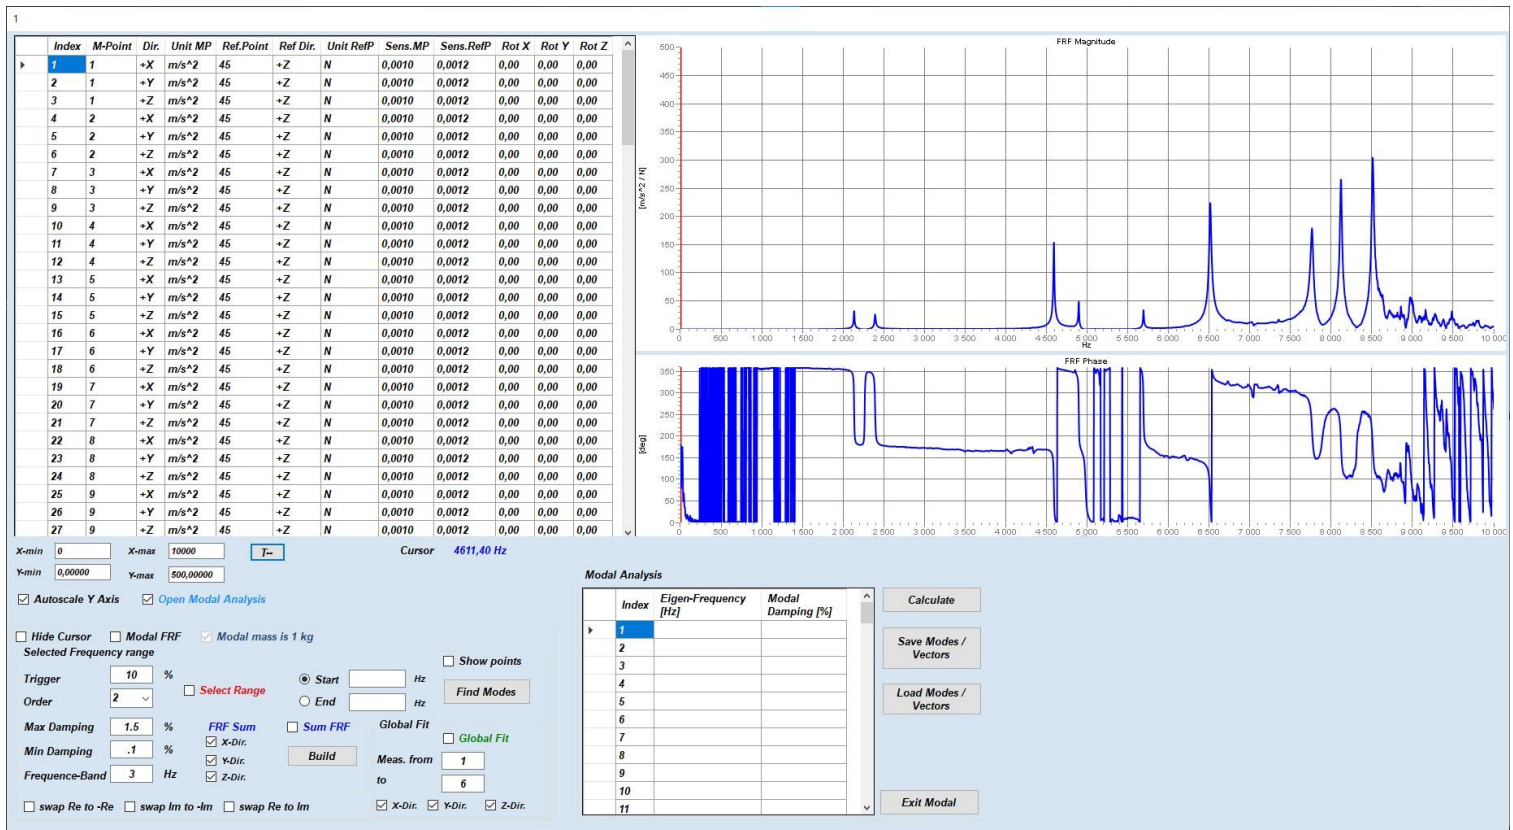 1
Index M-Point Dir. Unit MP Ref.Point Ref Dir. Unit RefP Sens.MP Sens.RefP Rot X Rot Y Rot Z
1 1 +X m/s^2 45 +Z N 0,0010 0,0012 0,00 0,00 0,00
2 1 +Y m/s^2 45 +Z N 0,0010 0,0012 0,00 0,00 0,00
3 1 +Z m/s^2 45 +Z N 0,0010 0,0012 0,00 0,00 0,00
4 2 +X m/s^2 45 +Z N 0,0010 0,0012 0,00 0,00 0,00
5 2 +Y m/s^2 45 +Z N 0,0010 0,0012 0,00 0,00 0,00
6 2 +Z m/s^2 45 +Z N 0,0010 0,0012 0,00 0,00 0,00
7 3 +X m/s^2 45 +Z N 0,0010 0,0012 0,00 0,00 0,00
8 3 +Y m/s^2 45 +Z N 0,0010 0,0012 0,00 0,00 0,00
9 3 +Z m/s^2 45 +Z N 0,0010 0,0012 0,00 0,00 0,00
10 4 +X m/s^2 45 +Z N 0,0010 0,0012 0,00 0,00 0,00
11 4 +Y m/s^2 45 +Z N 0,0010 0,0012 0,00 0,00 0,00
12 4 +Z m/s^2 45 +Z N 0,0010 0,0012 0,00 0,00 0,00
13 5 +X m/s^2 45 +Z N 0,0010 0,0012 0,00 0,00 0,00
14 5 +Y m/s^2 45 +Z N 0,0010 0,0012 0,00 0,00 0,00
15 5 +Z m/s^2 45 +Z N 0,0010 0,0012 0,00 0,00 0,00
16 6 +X m/s^2 45 +Z N 0,0010 0,0012 0,00 0,00 0,00
17 6 +Y m/s^2 45 +Z N 0,0010 0,0012 0,00 0,00 0,00
18 6 +Z m/s^2 45 +Z N 0,0010 0,0012 0,00 0,00 0,00
19 7 +X m/s^2 45 +Z N 0,0010 0,0012 0,00 0,00 0,00
20 7 +Y m/s^2 45 +Z N 0,0010 0,0012 0,00 0,00 0,00
21 7 +Z m/s^2 45 +Z N 0,0010 0,0012 0,00 0,00 0,00
22 8 +X m/s^2 45 +Z N 0,0010 0,0012 0,00 0,00 0,00
23 8 +Y m/s^2 45 +Z N 0,0010 0,0012 0,00 0,00 0,00
24 8 +Z m/s^2 45 +Z N 0,0010 0,0012 0,00 0,00 0,00
25 9 +X m/s^2 45 +Z N 0,0010 0,0012 0,00 0,00 0,00
26 9 +Y m/s^2 45 +Z N 0,0010 0,0012 0,00 0,00 0,00
27 9 +Z m/s^2 45 +Z N 0,0010 0,0012 0,00 0,00 0,00
FRF Magnitude
500
450
400
350
300
250
200
150
100
50
0
[m/s^2 / N]
0 500 1 000 1 500 2 000 2 500 3 000 3 500 4 000 4 500 5 000 5 500 6 000 6 500 7 000 7 500 8 000 8 500 9 000 9 500 10 000
Hz
FRF Phase
350
300
250
200
150
100
50
0
[deg]
0 500 1 000 1 500 2 000 2 500 3 000 3 500 4 000 4 500 5 000 5 500 6 000 6 500 7 000 7 500 8 000 8 500 9 000 9 500 10 000
X-min 0 X-max 10000 T-- Cursor 4611,40 Hz
Y-min 0,00000 Y-max 500,00000
Autoscale Y Axis Open Modal Analysis
Hide Cursor Modal FRF Modal mass is 1 kg
Selected Frequency range
Trigger 10 %
Order 2
Select Range
Start Hz
End Hz
Show points
Find Modes
Max Damping 1.5 %
Min Damping .1 %
Frequence-Band 3 Hz
FRF Sum
X-Dir.
Y-Dir.
Z-Dir.
Sum FRF
Build
Global Fit
Global Fit
Meas. from 1
to 6
X-Dir. Y-Dir. Z-Dir.
swap Re to -Re swap Im to -Im swap Re to Im
Modal Analysis
Index Eigen-Frequency [Hz] Modal Damping [%]
1
2
3
4
5
6
7
8
9
10
11
Calculate
Save Modes /
Vectors
Load Modes /
Vectors
Exit Modal